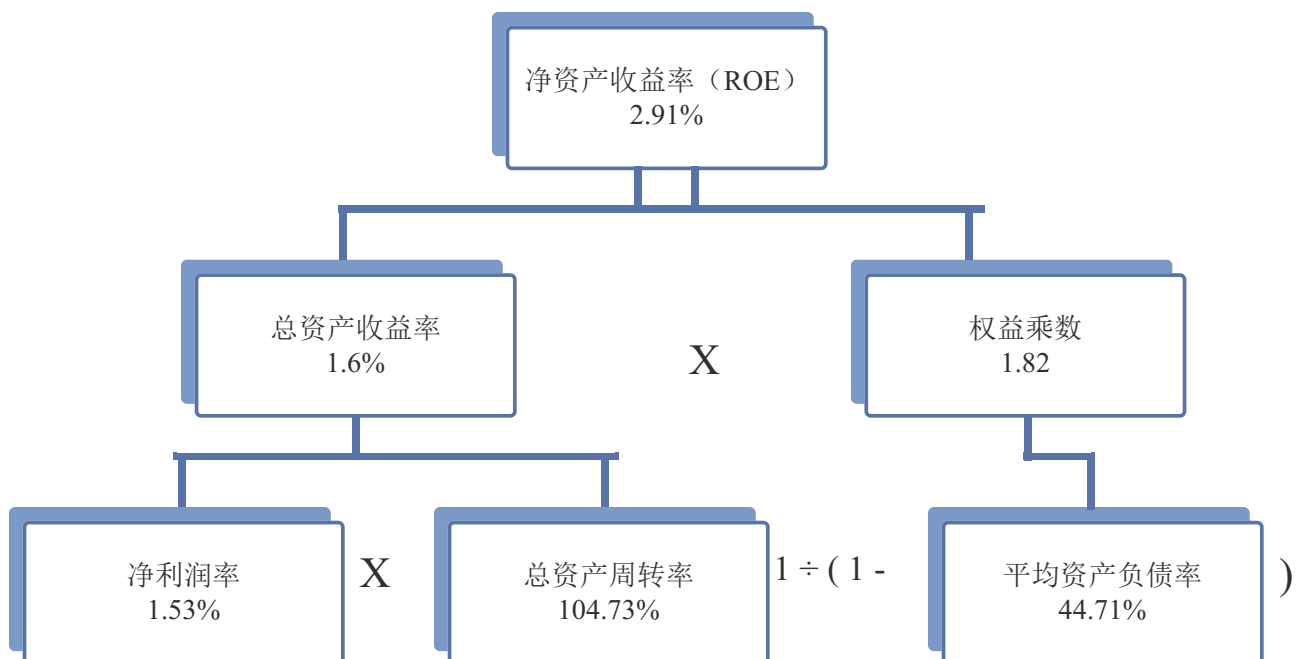 净资产收益率（ROE）
2.91%
总资产收益率
1.6%
X
权益乘数
1.82
净利润率
1.53%
X
总资产周转率
104.73%
1 ÷ ( 1 -
平均资产负债率
44.71%
)